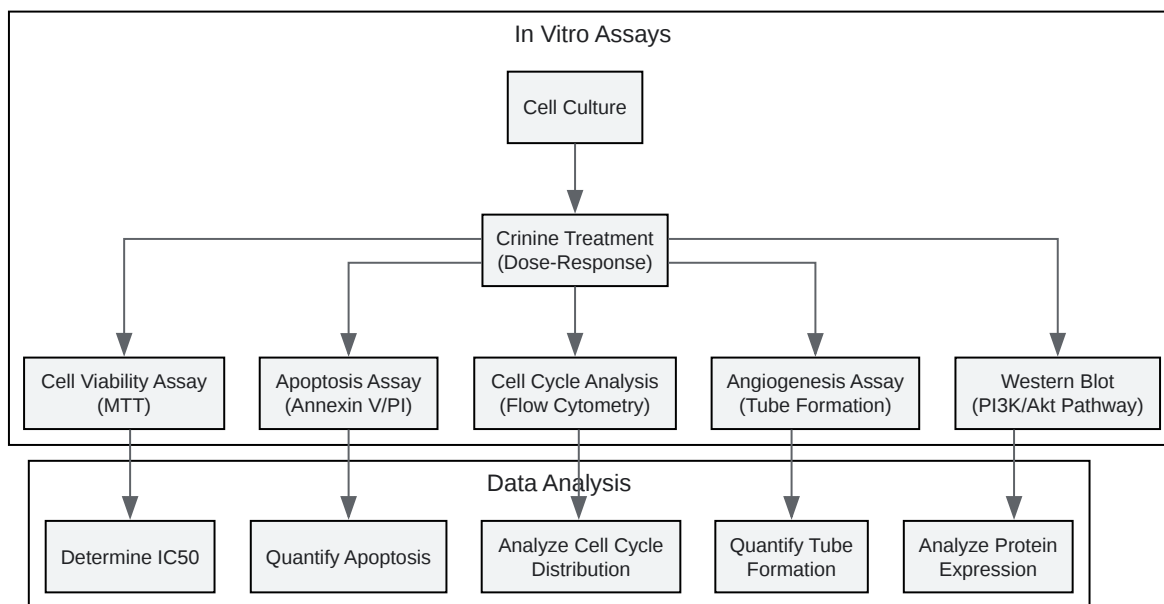 In Vitro Assays
Cell Culture
Crinine Treatment
(Dose-Response)
Cell Viability Assay
(MTT)
Apoptosis Assay
(Annexin V/PI)
Cell Cycle Analysis
(Flow Cytometry)
Angiogenesis Assay
(Tube Formation)
Western Blot
(PI3K/Akt Pathway)
Data Analysis
Determine IC50
Quantify Apoptosis
Analyze Cell Cycle
Distribution
Quantify Tube
Formation
Analyze Protein
Expression